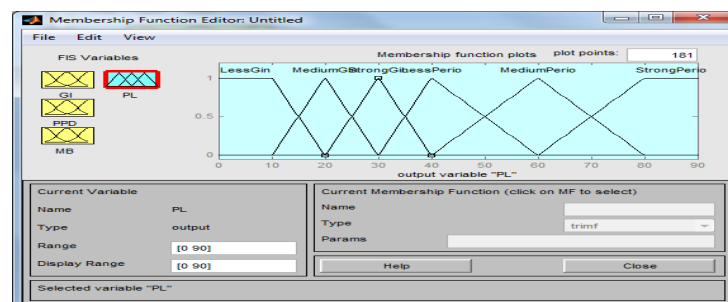 Membership Function Editor: Untitled
File Edit View
FIS Variables
GI
PL
PPD
MB
Membership function plots
plot points:
181
LessGin MediumGin StrongGin LessPerio MediumPerio StrongPerio
1
0.5
0
0 10 20 30 40 50 60 70 80 90
output variable "PL"
Current Variable
Name PL
Type output
Range [0 90]
Display Range [0 90]
Current Membership Function (click on MF to select)
Name
Type trimf
Params
Help Close
Selected variable "PL"